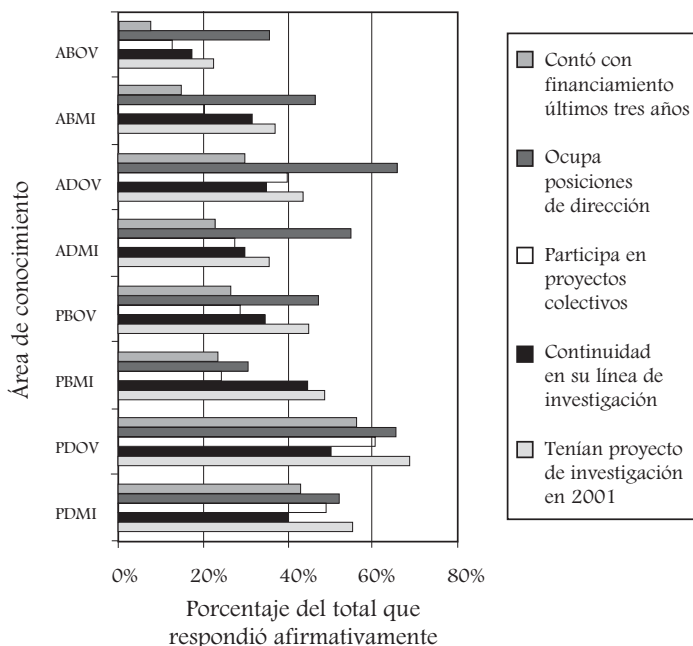 Área de conocimiento
ABOV
ABMI
ADOV
ADMI
PBOV
PBMI
PDOV
PDMI
0% 20% 40% 60% 80%
Porcentaje del total que
respondió afirmativamente
Contó con
financiamiento
últimos tres años
Ocupa
posiciones
de dirección
Participa en
proyectos
colectivos
Continuidad
en su línea de
investigación
Tenían proyecto
de investigación
en 2001